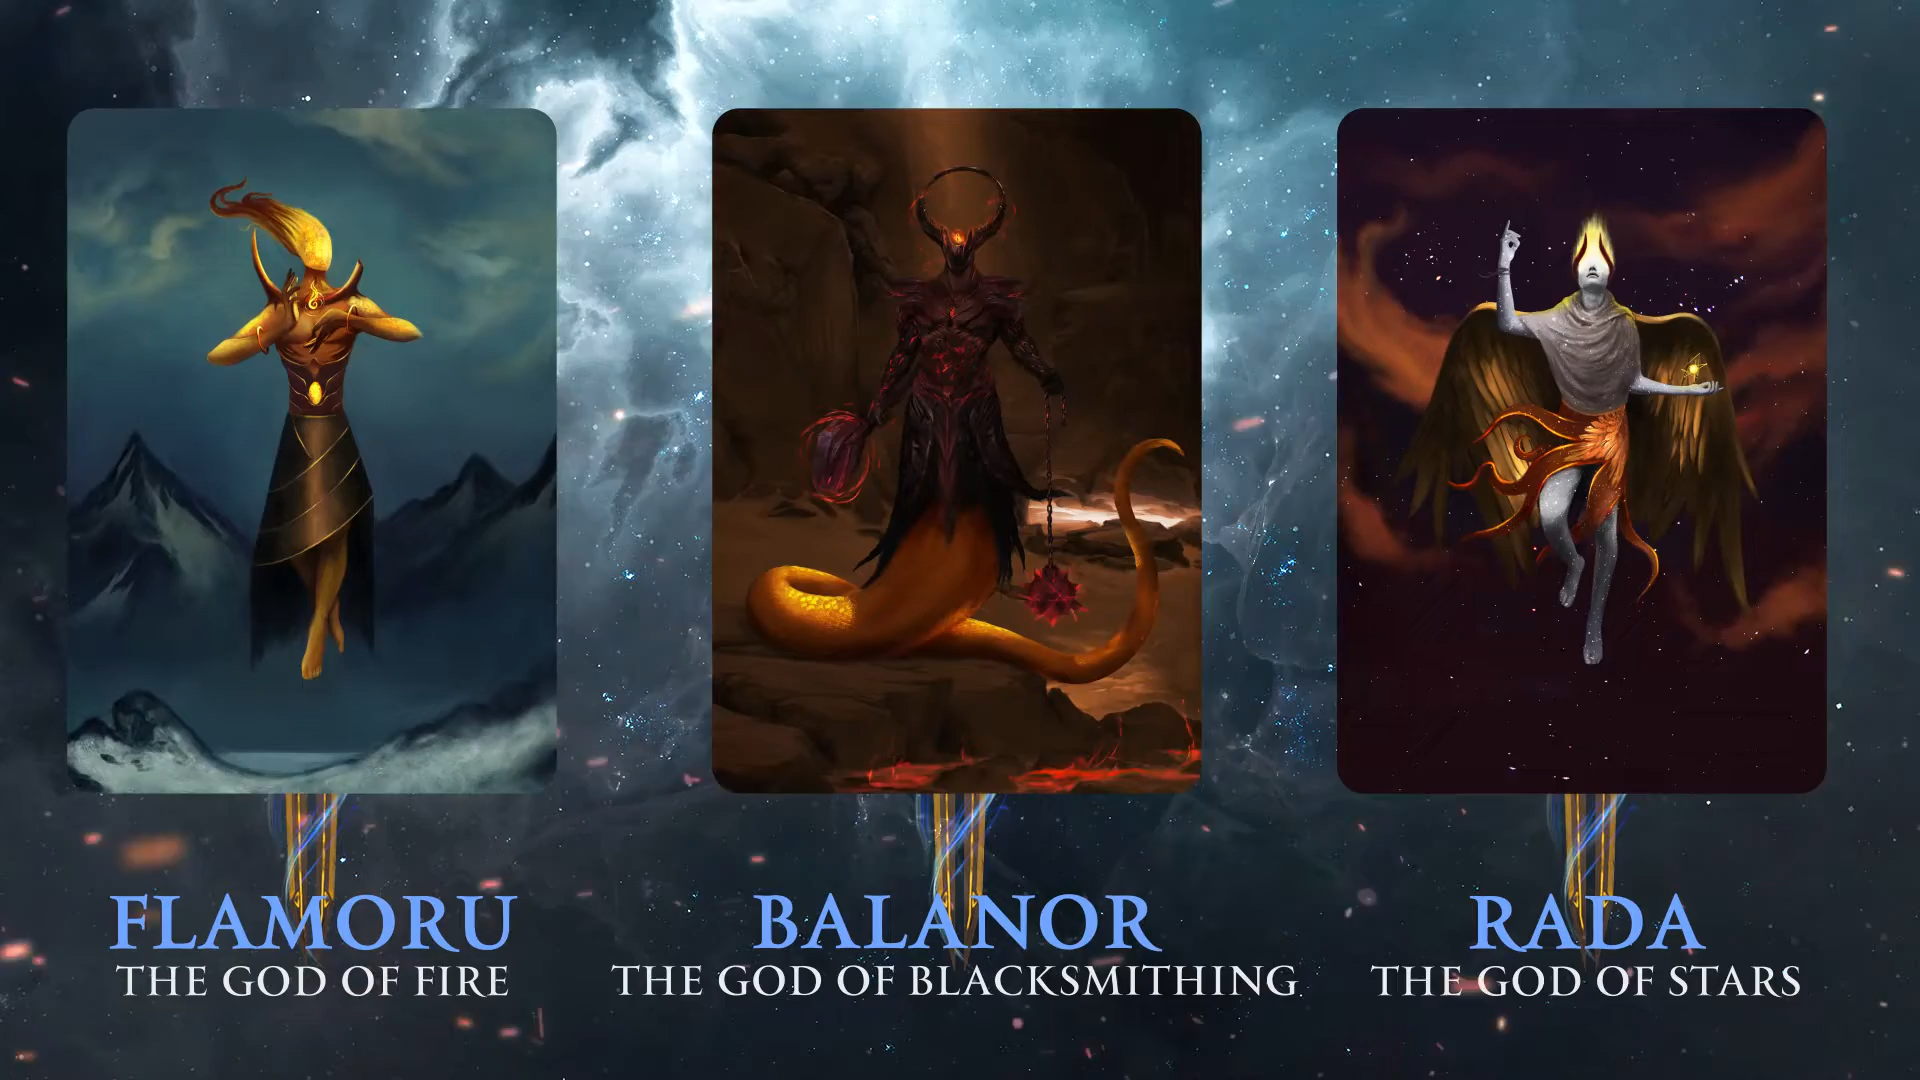 FLAMORU
THE GOD OF FIRE
BALANOR
THE GOD OF BLACKSMITHING
RADA
THE GOD OF STARS